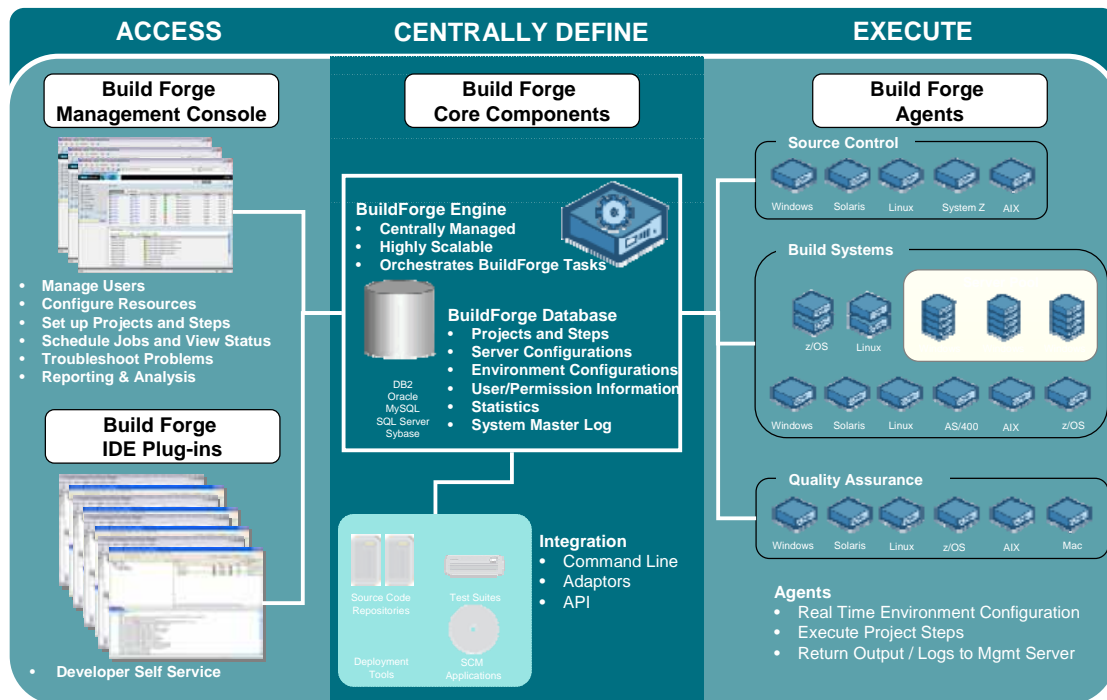 ACCESS
CENTRALLY DEFINE
EXECUTE
Build Forge
Management Console
• Manage Users
• Configure Resources
• Set up Projects and Steps
• Schedule Jobs and View Status
• Troubleshoot Problems
• Reporting & Analysis
Build Forge
IDE Plug-ins
• Developer Self Service
Build Forge
Core Components
BuildForge Engine
• Centrally Managed
• Highly Scalable
• Orchestrates BuildForge Tasks
BuildForge Database
• Projects and Steps
• Server Configurations
• Environment Configurations
• User/Permission Information
• Statistics
• System Master Log
DB2
Oracle
MySQL
SQL Server
Sybase
Source Code
Repositories
Test Suites
Deployment
Tools
SCM
Applications
Integration
• Command Line
• Adaptors
• API
Build Forge
Agents
Source Control
Windows Solaris Linux System Z AIX
Build Systems
z/OS Linux
Windows Solaris Linux AS/400 AIX z/OS
Quality Assurance
Windows Solaris Linux z/OS AIX Mac
Agents
• Real Time Environment Configuration
• Execute Project Steps
• Return Output / Logs to Mgmt Server